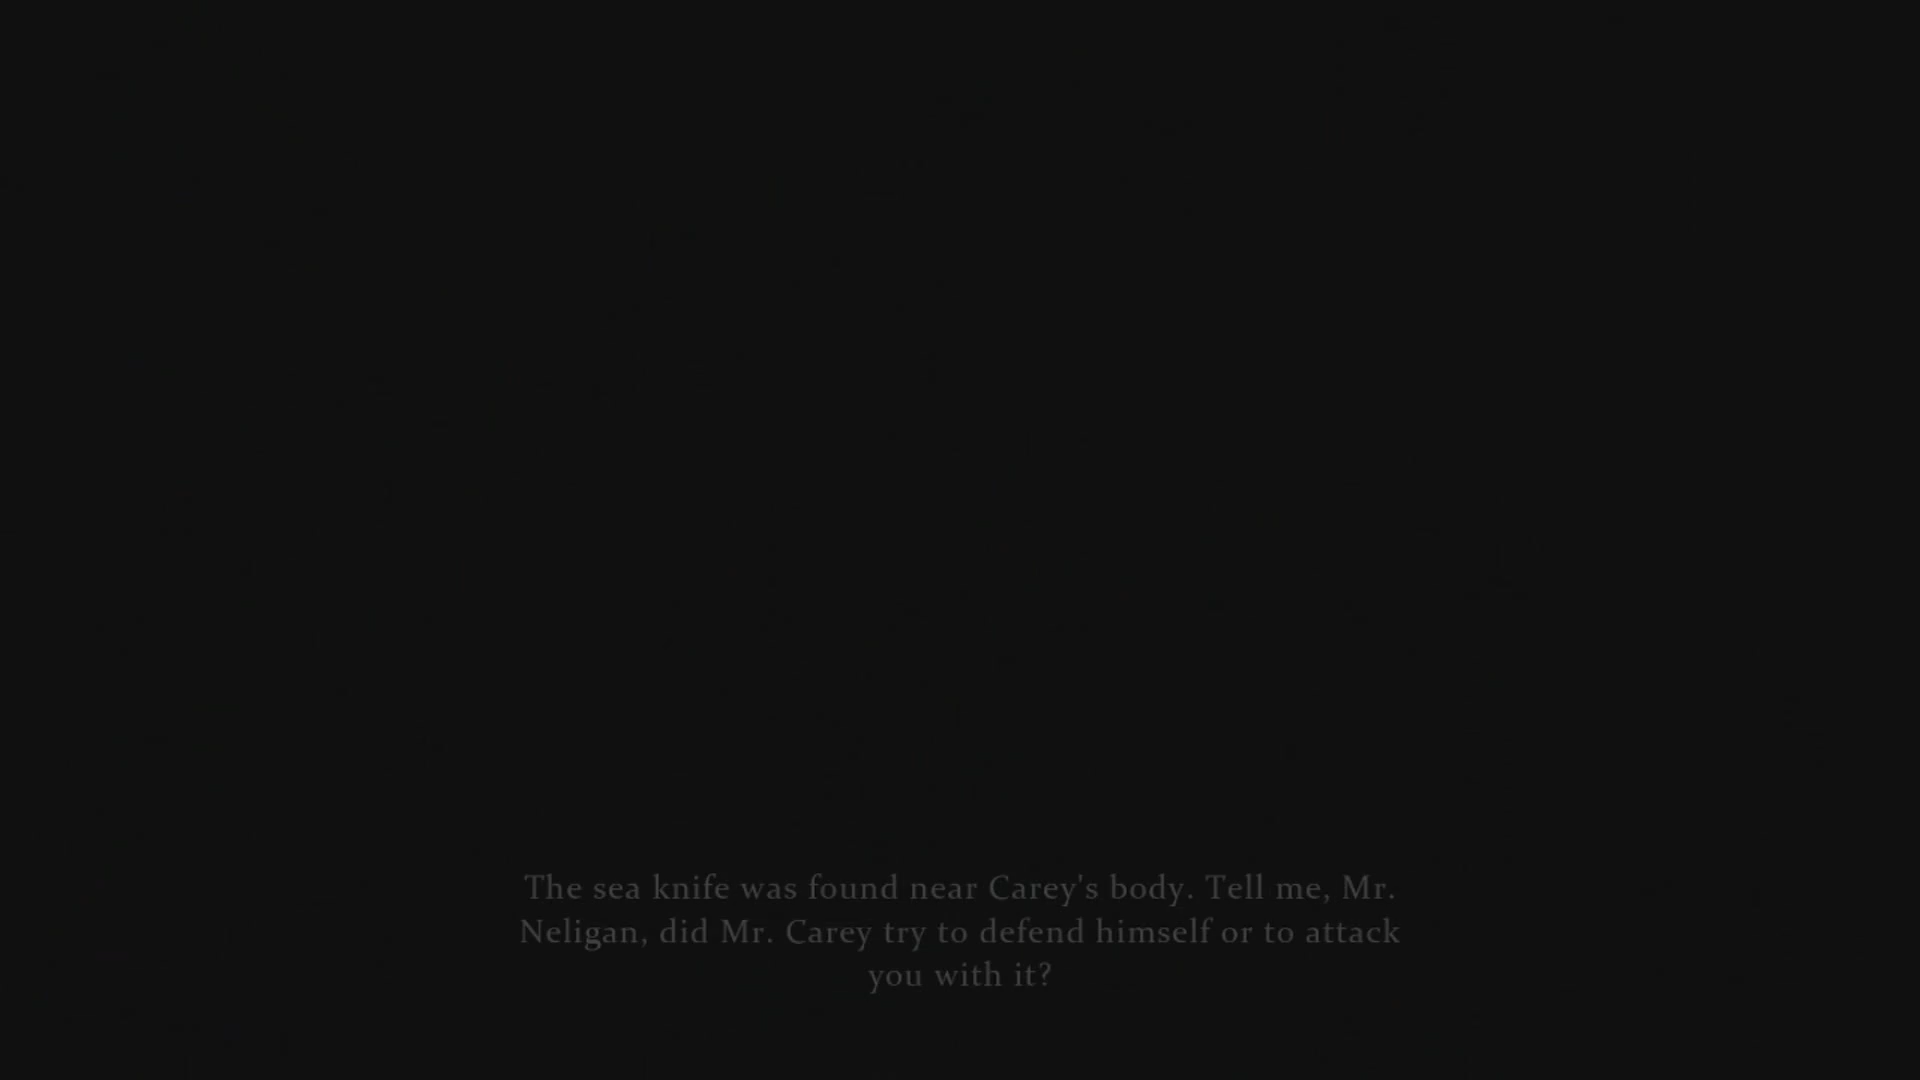 The sea knife was found near Carey's body. Tell me, Mr.
Neligan, did Mr. Carey try to defend himself or to attack
you with it?